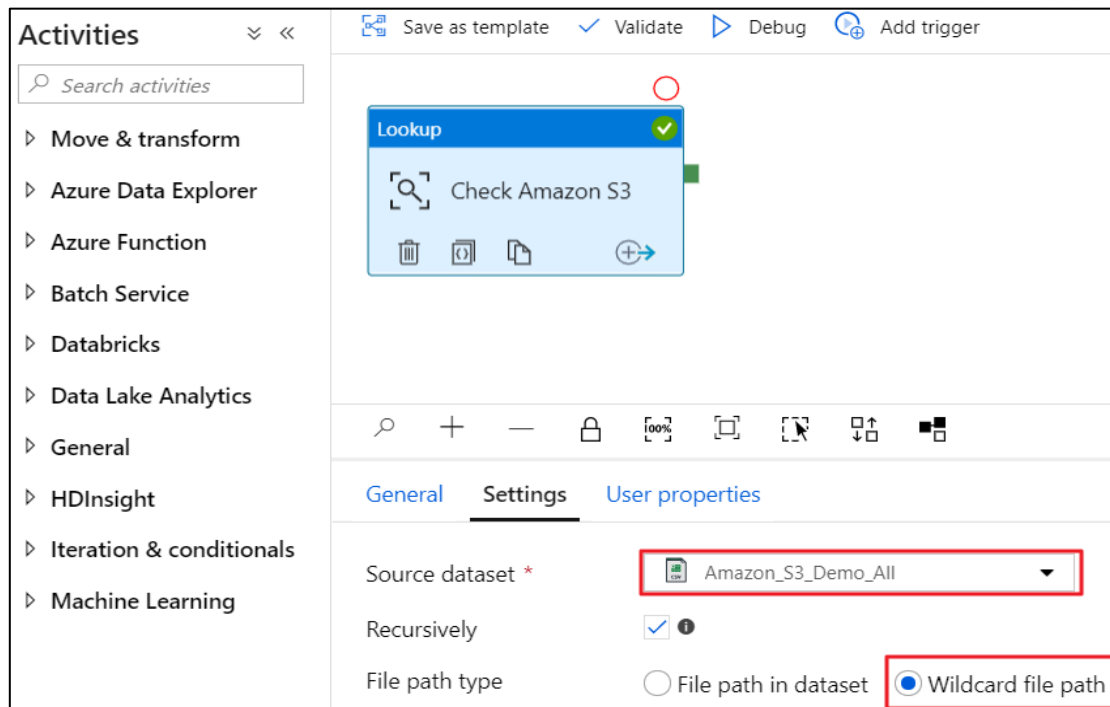 Activities
Search activities
Move & transform
Azure Data Explorer
Azure Function
Batch Service
Databricks
Data Lake Analytics
General
HDInsight
Iteration & conditionals
Machine Learning
Save as template Validate Debug Add trigger
Lookup
Check Amazon S3
100%
General Settings User properties
Source dataset * CSV Amazon_S3_Demo_All
Recursively
File path type File path in dataset Wildcard file path